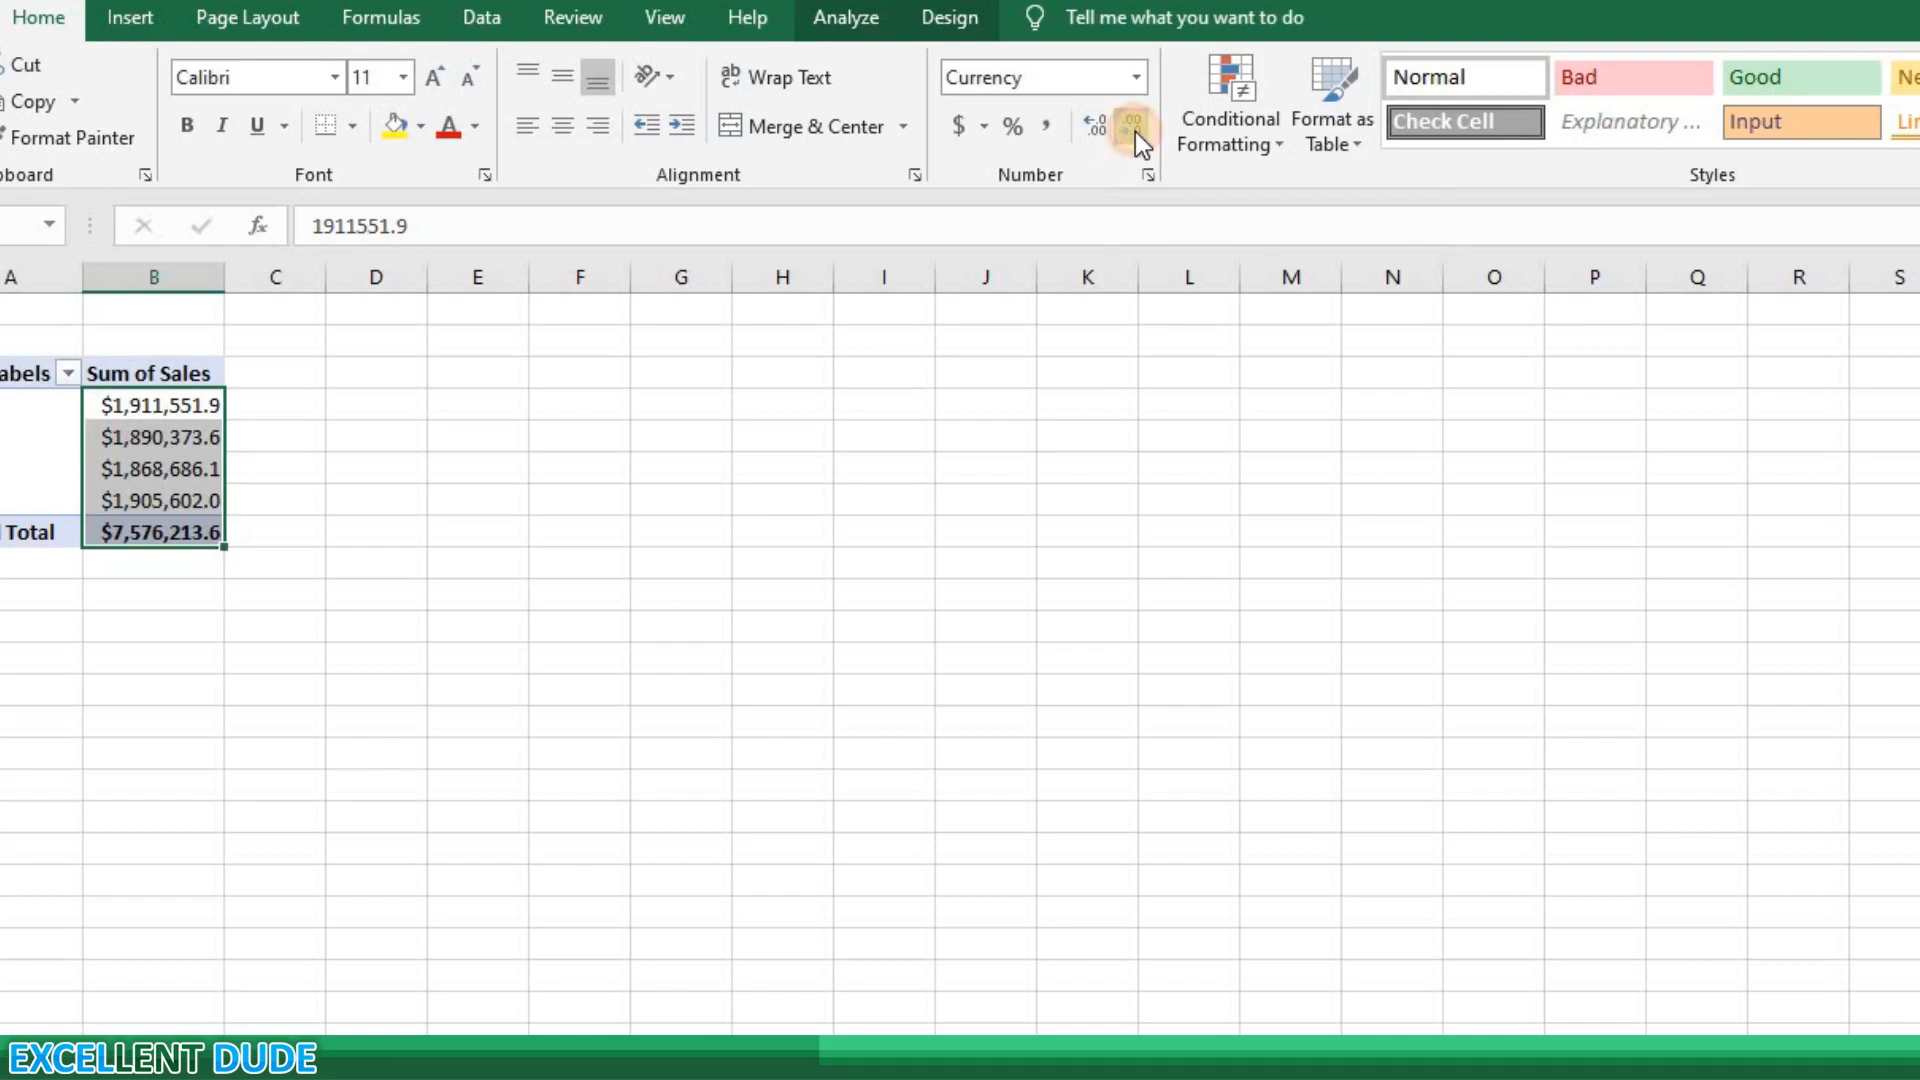 Home Insert Page Layout Formulas Data Review View Help Analyze Design Tell me what you want to do
Cut
Copy
Format Painter
Calibri 11
Wrap Text
Merge & Center
Currency
$ % ,
Conditional Formatting
Format as Table
Normal Bad Good
Check Cell Explanatory ... Input
board Font Alignment Number Styles
fx 1911551.9
A B C D E F G H I J K L M N O P Q R S
abels Sum of Sales
$1,911,551.9
$1,890,373.6
$1,868,686.1
$1,905,602.0
Total $7,576,213.6
EXCELLENT DUDE